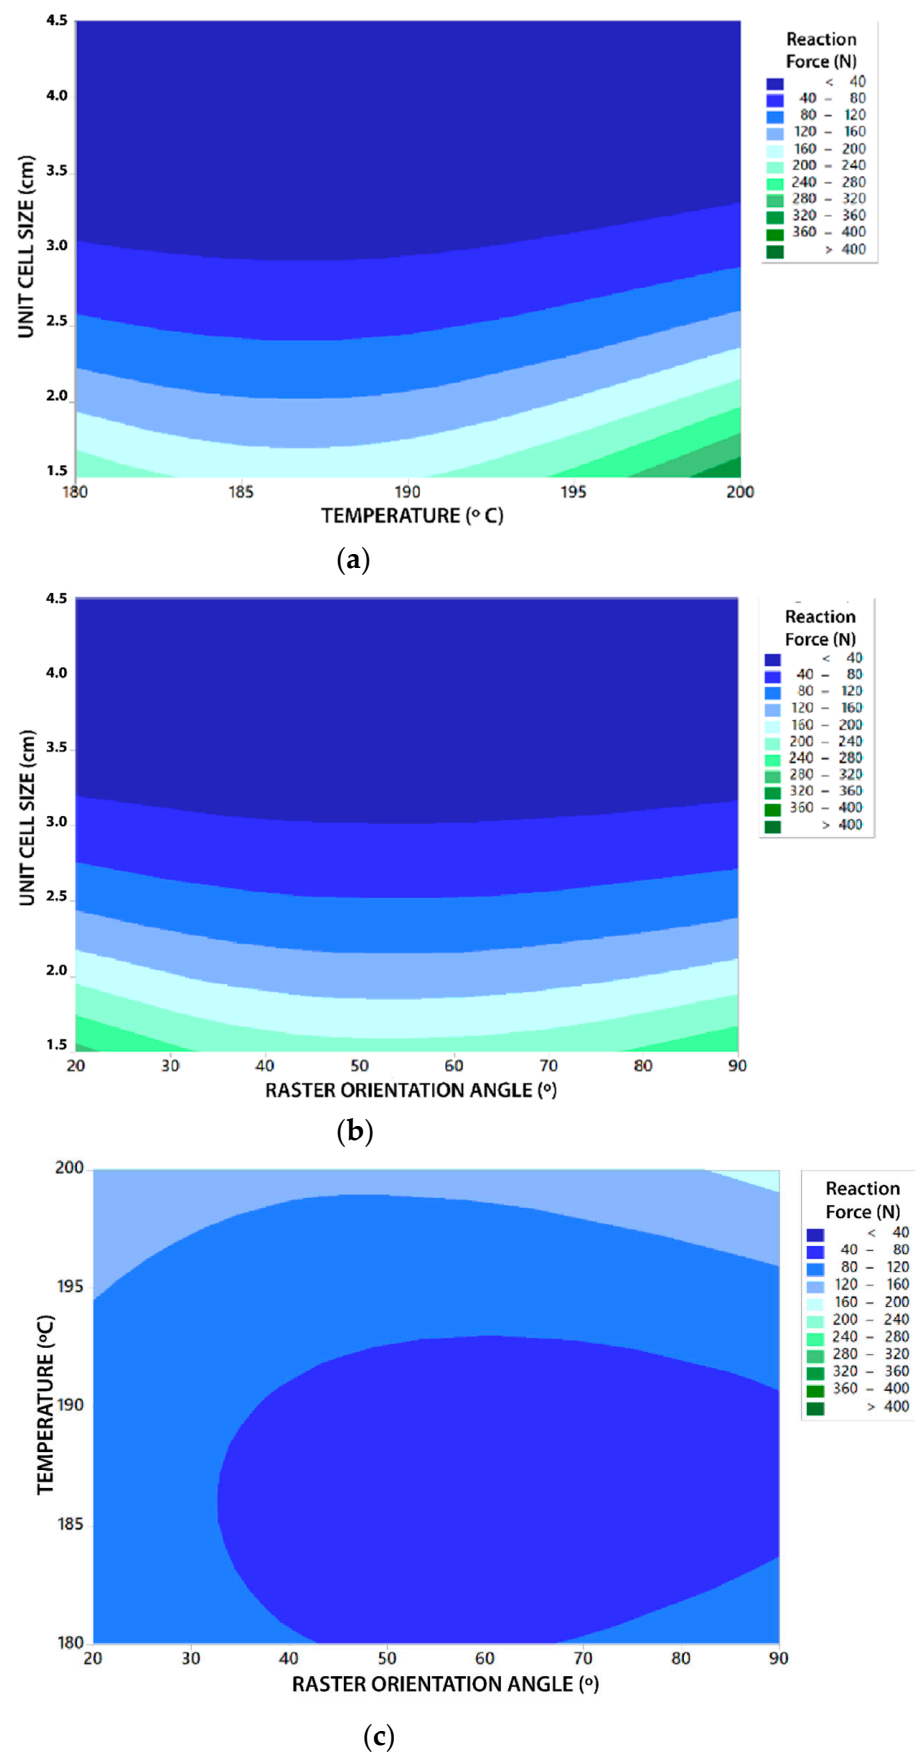 4.5
4.0
3.5
3.0
2.5
2.0
1.5
UNIT CELL SIZE (cm)
180 185 190 195 200
TEMPERATURE (º C)
Reaction
Force (N)
< 40
40 – 80
80 – 120
120 – 160
160 – 200
200 – 240
240 – 280
280 – 320
320 – 360
360 – 400
> 400
(a)
4.5
4.0
3.5
3.0
2.5
2.0
1.5
UNIT CELL SIZE (cm)
20 30 40 50 60 70 80 90
RASTER ORIENTATION ANGLE (º)
Reaction
Force (N)
< 40
40 – 80
80 – 120
120 – 160
160 – 200
200 – 240
240 – 280
280 – 320
320 – 360
360 – 400
> 400
(b)
200
195
190
185
180
TEMPERATURE (ºC)
20 30 40 50 60 70 80 90
RASTER ORIENTATION ANGLE (º)
Reaction
Force (N)
< 40
40 – 80
80 – 120
120 – 160
160 – 200
200 – 240
240 – 280
280 – 320
320 – 360
360 – 400
> 400
(c)